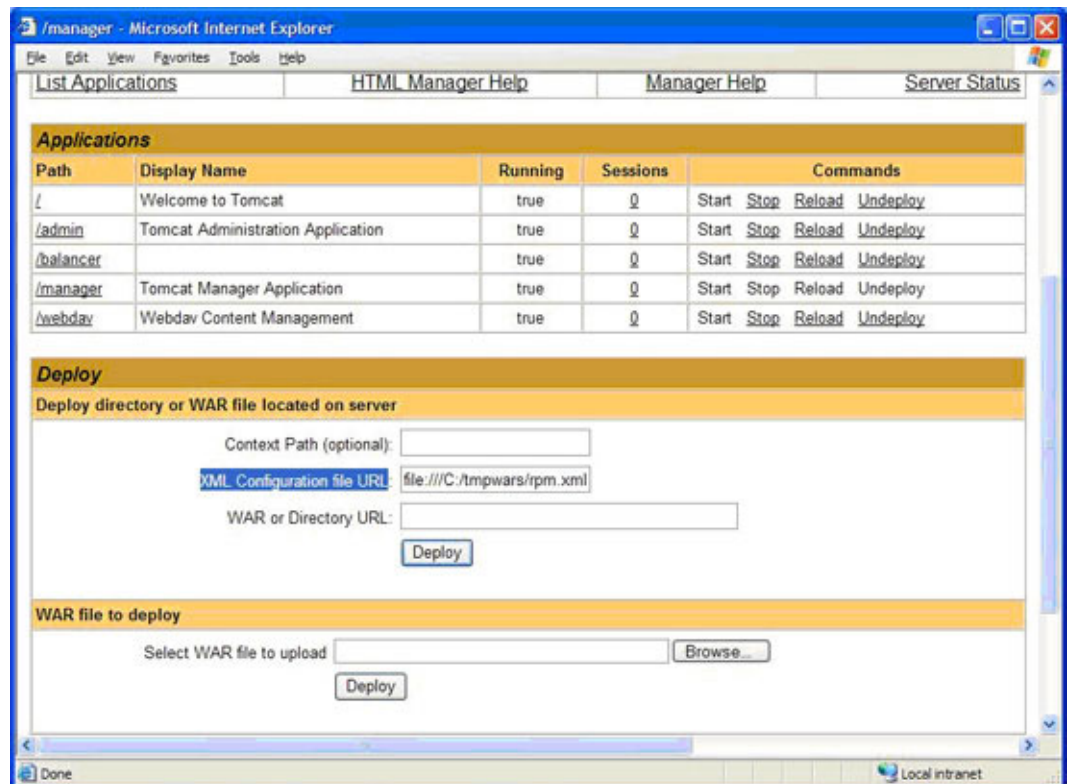 /manager - Microsoft Internet Explorer
File Edit View Favorites Tools Help
List Applications HTML Manager Help Manager Help Server Status
Applications
Path Display Name Running Sessions Commands
/ Welcome to Tomcat true 0 Start Stop Reload Undeploy
/admin Tomcat Administration Application true 0 Start Stop Reload Undeploy
/balancer true 0 Start Stop Reload Undeploy
/manager Tomcat Manager Application true 0 Start Stop Reload Undeploy
/webdav Webdav Content Management true 0 Start Stop Reload Undeploy
Deploy
Deploy directory or WAR file located on server
Context Path (optional):
XML Configuration file URL: file:///C:/tmpwars/rpm.xml
WAR or Directory URL:
Deploy
WAR file to deploy
Select WAR file to upload Browse...
Deploy
Done Local intranet